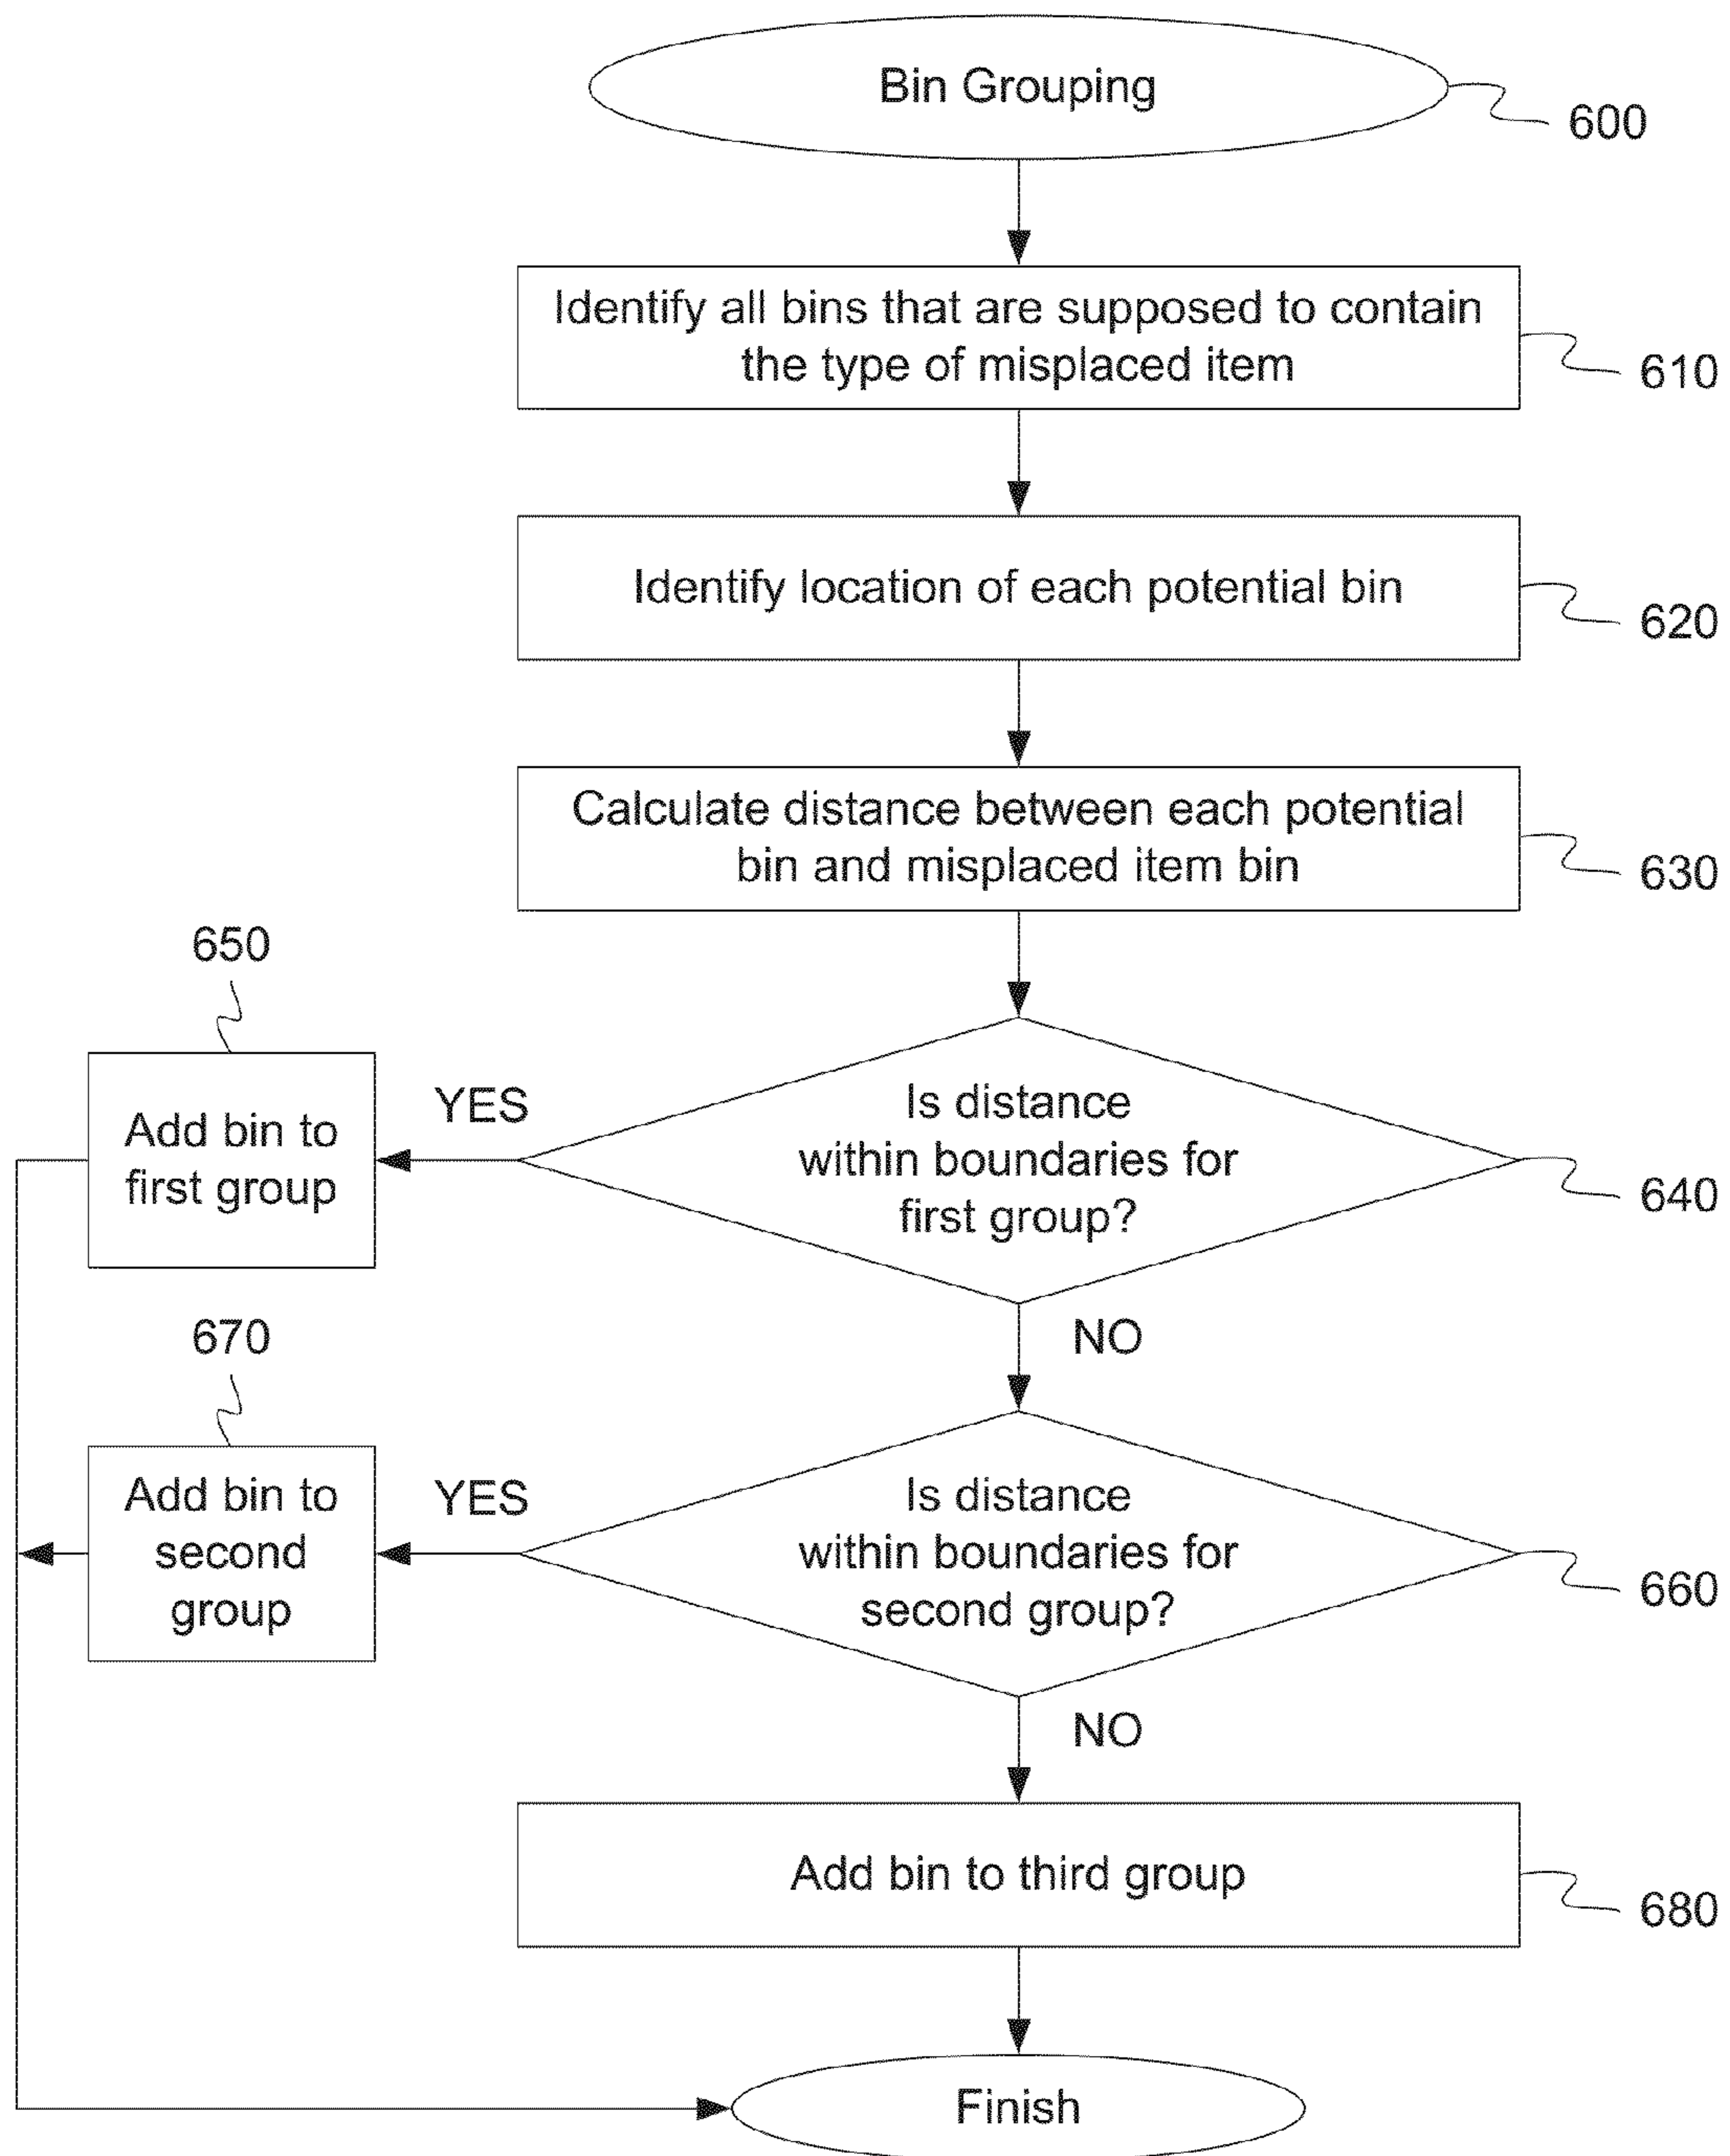 Bin Grouping
600
Identify all bins that are supposed to contain
the type of misplaced item
610
Identify location of each potential bin
620
Calculate distance between each potential
bin and misplaced item bin
630
650
Add bin to
first group
YES
Is distance
within boundaries for
first group?
640
NO
670
Add bin to
second
group
YES
Is distance
within boundaries for
second group?
660
NO
Add bin to third group
680
Finish